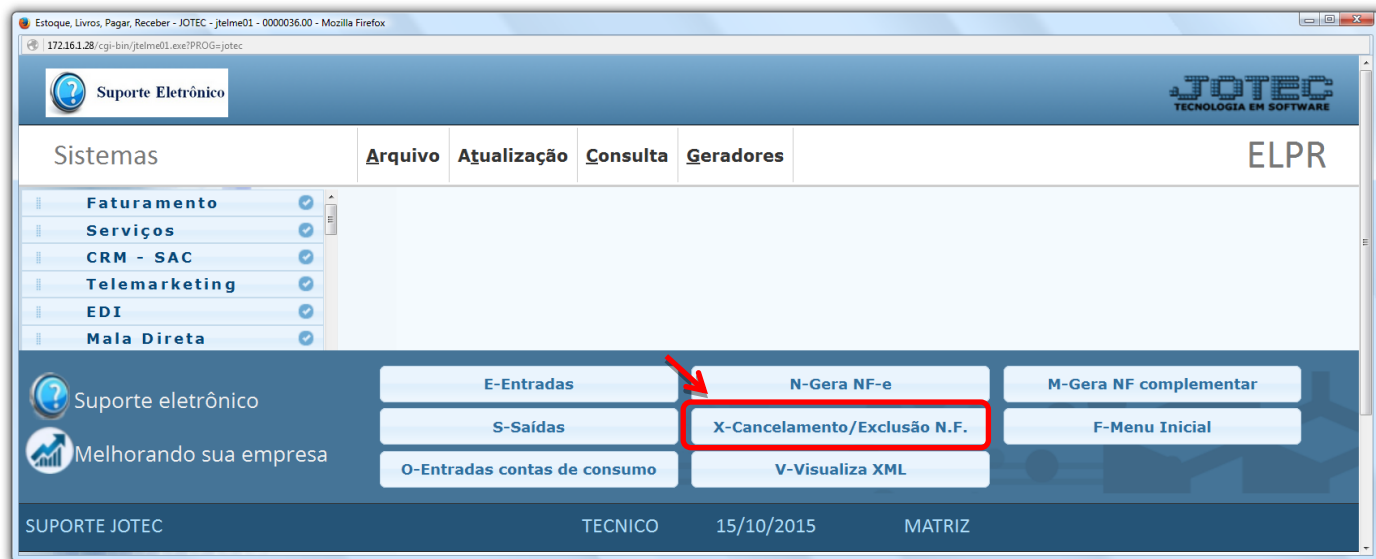 Estoque, Livros, Pagar, Receber - JOTEC - jtelme01 - 0000036.00 - Mozilla Firefox
172.16.1.28/cgi-bin/jtelme01.exe?PROG=jotec
Suporte Eletrônico
JOTEC
TECNOLOGIA EM SOFTWARE
Sistemas Arquivo Atualização Consulta Geradores ELPR
Faturamento
Serviços
CRM - SAC
Telemarketing
EDI
Mala Direta
E-Entradas N-Gera NF-e M-Gera NF complementar
Suporte eletrônico
S-Saídas X-Cancelamento/Exclusão N.F. F-Menu Inicial
Melhorando sua empresa
O-Entradas contas de consumo V-Visualiza XML
SUPORTE JOTEC TECNICO 15/10/2015 MATRIZ